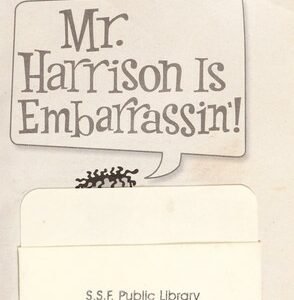 Mr.
Harrison Is
Embarrassin'!
S.S.F. Public Library